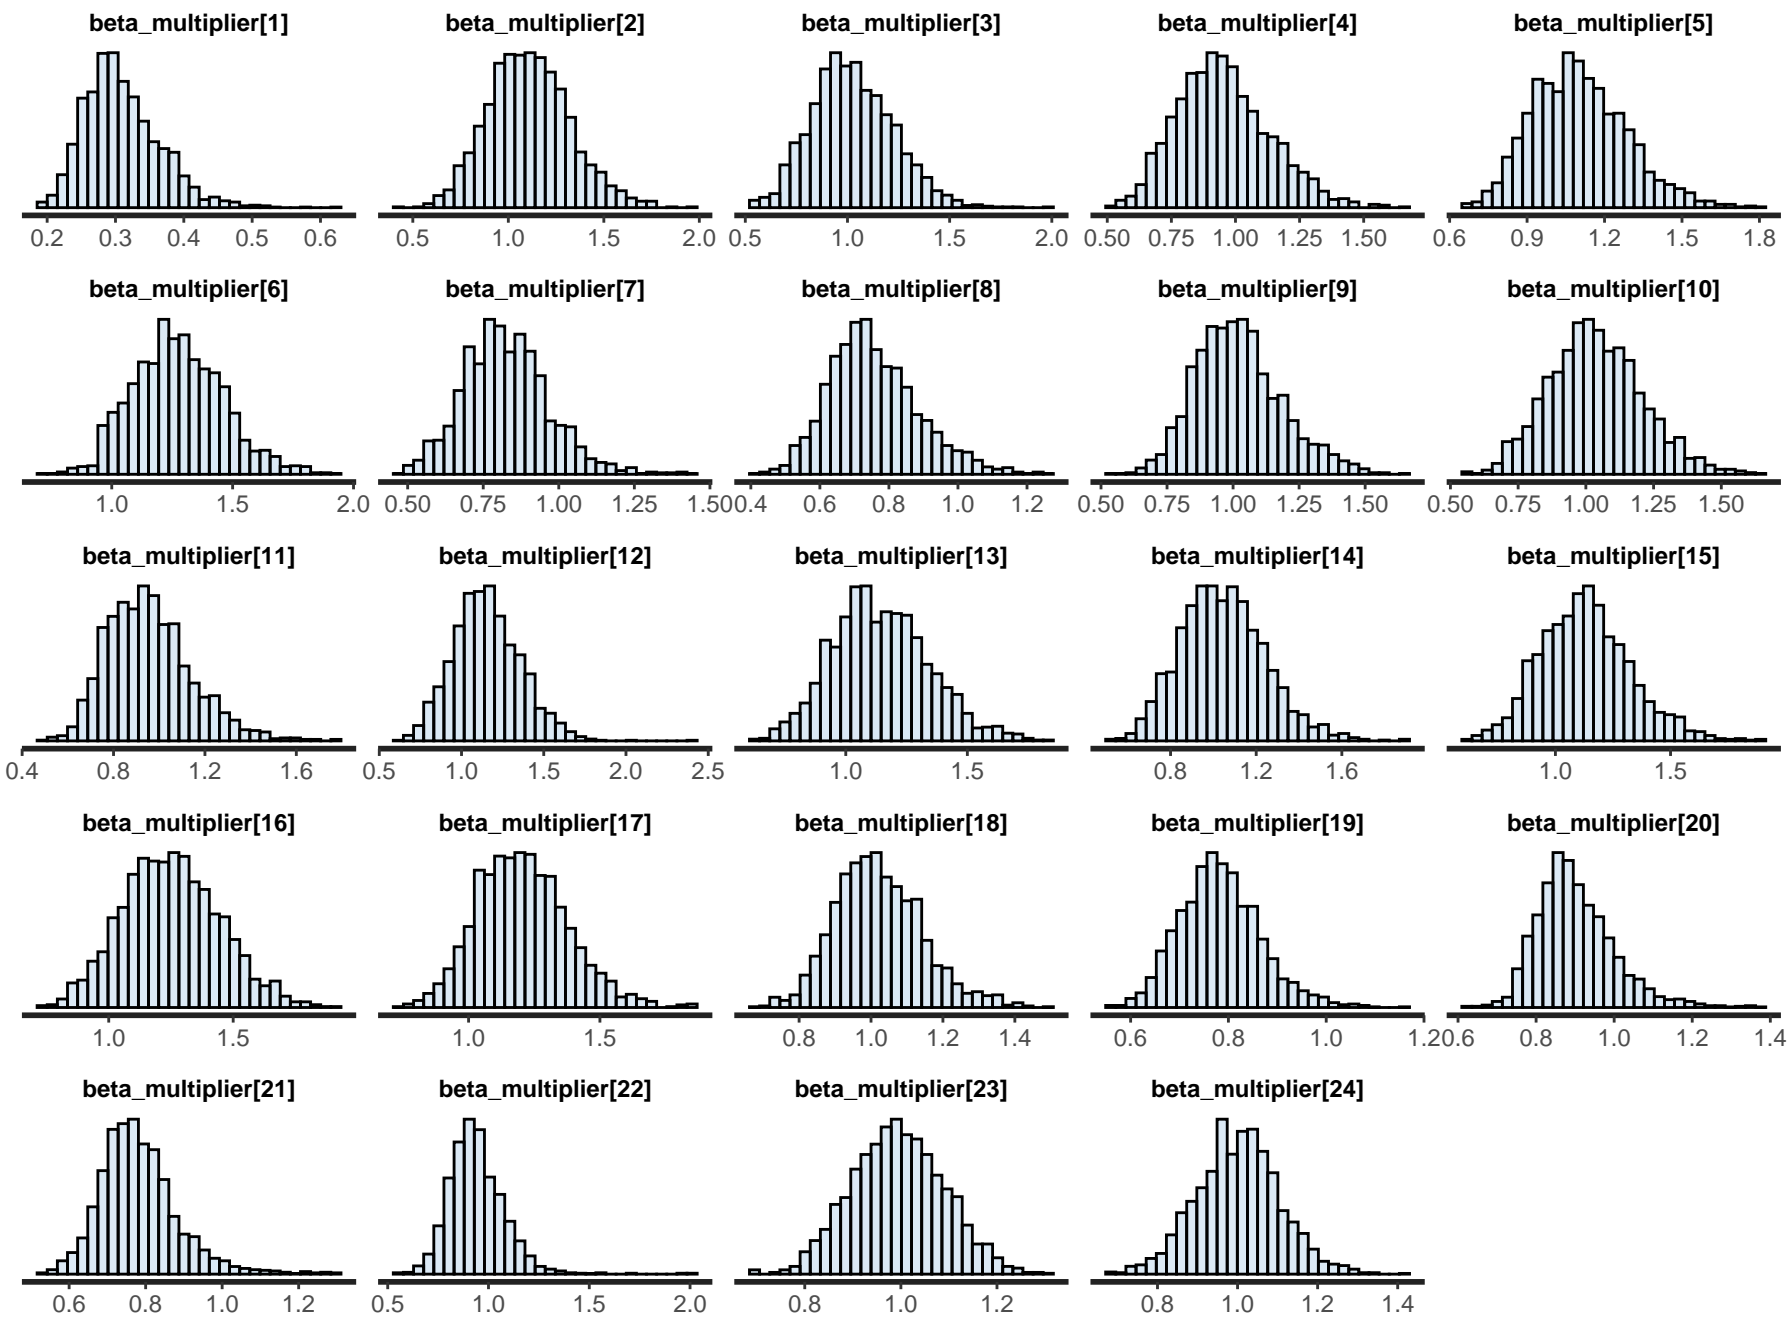 beta_multiplier[1] beta_multiplier[2] beta_multiplier[3] beta_multiplier[4] beta_multiplier[5]
0.2 0.3 0.4 0.5 0.6 0.5 1.0 1.5 2.0 0.5 1.0 1.5 2.0 0.50 0.75 1.00 1.25 1.50 0.6 0.9 1.2 1.5 1.8
beta_multiplier[6] beta_multiplier[7] beta_multiplier[8] beta_multiplier[9] beta_multiplier[10]
1.0 1.5 2.0 0.50 0.75 1.00 1.25 1.50 0.4 0.6 0.8 1.0 1.2 0.50 0.75 1.00 1.25 1.50 0.50 0.75 1.00 1.25 1.50
beta_multiplier[11] beta_multiplier[12] beta_multiplier[13] beta_multiplier[14] beta_multiplier[15]
0.4 0.8 1.2 1.6 0.5 1.0 1.5 2.0 2.5 1.0 1.5 0.8 1.2 1.6 1.0 1.5
beta_multiplier[16] beta_multiplier[17] beta_multiplier[18] beta_multiplier[19] beta_multiplier[20]
1.0 1.5 1.0 1.5 0.8 1.0 1.2 1.4 0.6 0.8 1.0 1.2 0.6 0.8 1.0 1.2 1.4
beta_multiplier[21] beta_multiplier[22] beta_multiplier[23] beta_multiplier[24]
0.6 0.8 1.0 1.2 0.5 1.0 1.5 2.0 0.8 1.0 1.2 0.8 1.0 1.2 1.4